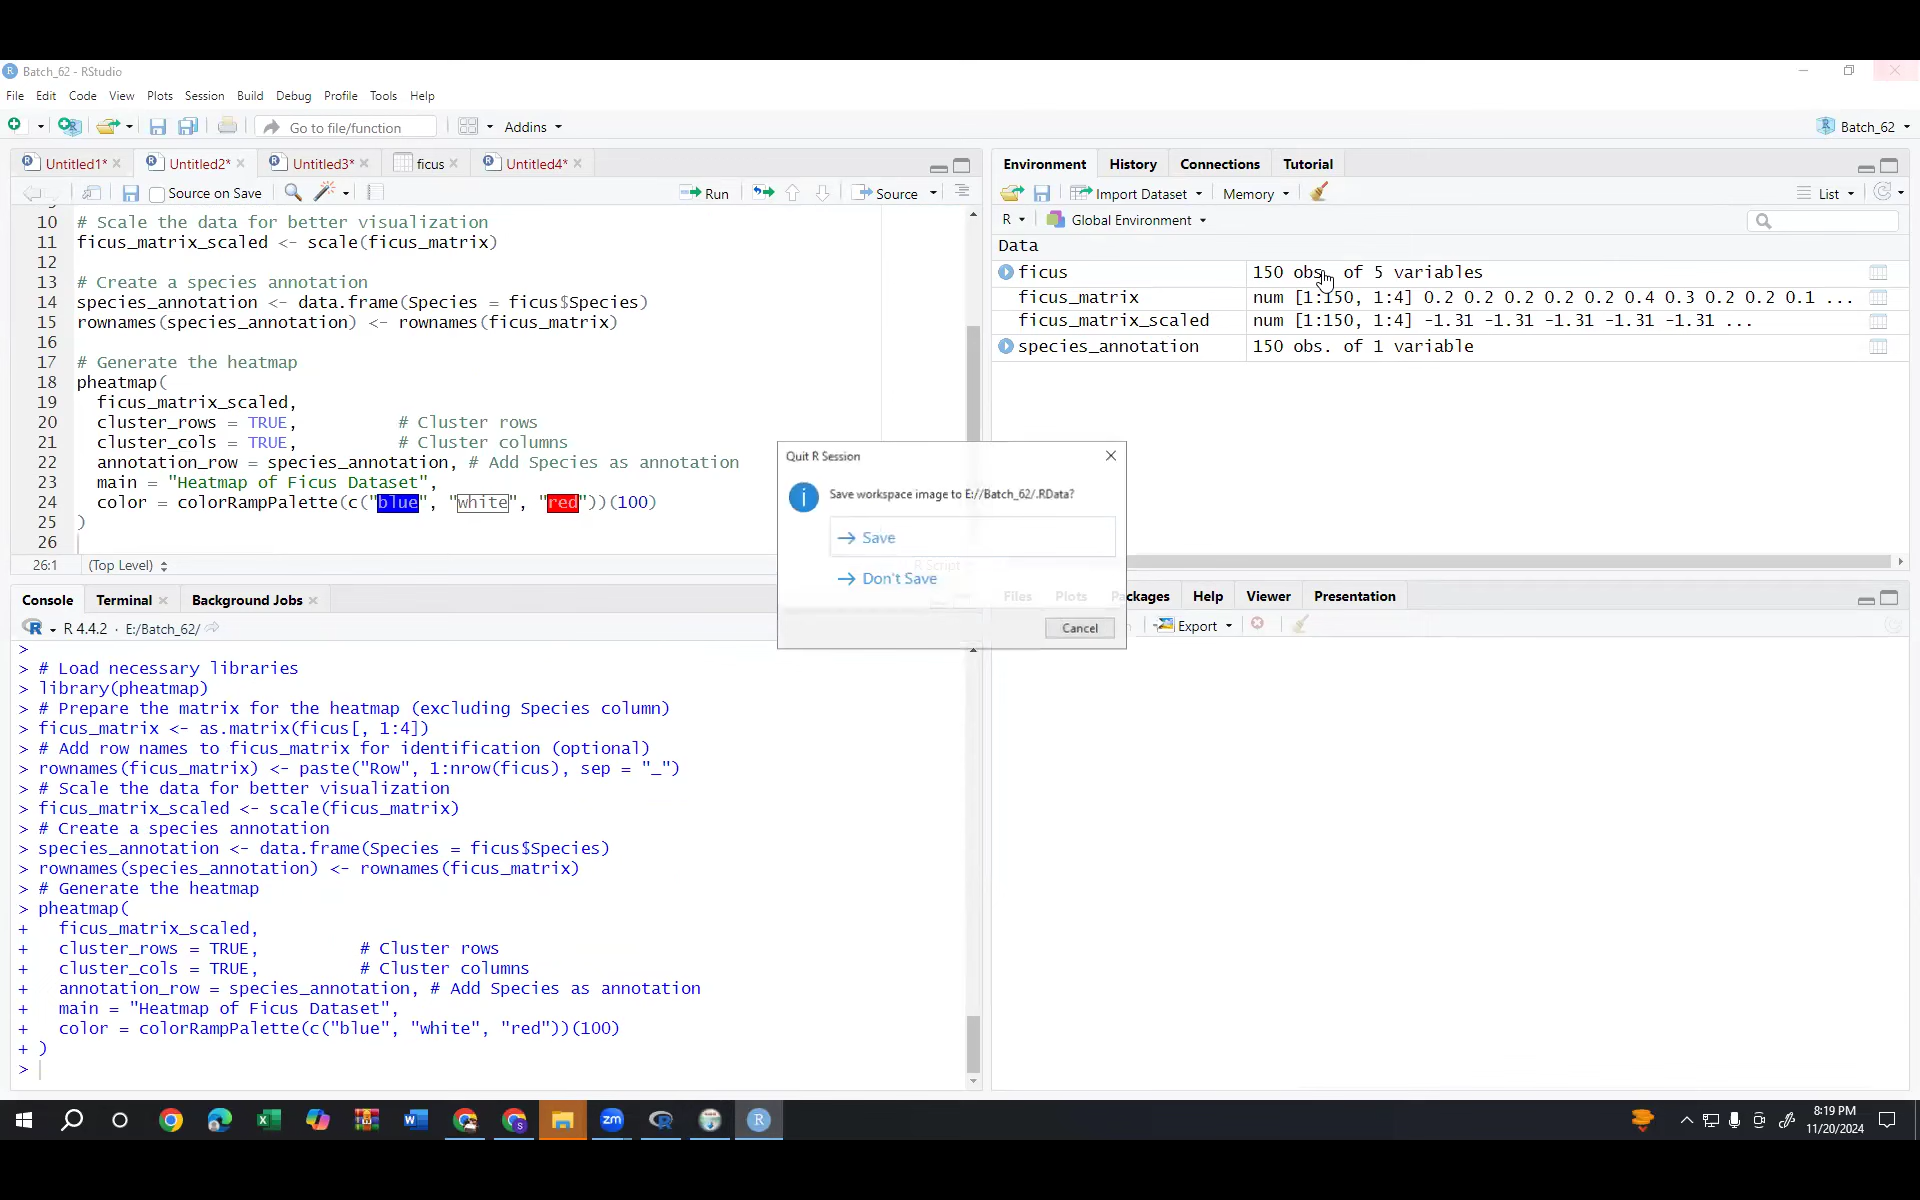 Batch_62 - RStudio
File Edit Code View Plots Session Build Debug Profile Tools Help
Go to file/function Addins Batch_62
Untitled1* Untitled2* Untitled3* ficus Untitled4*
Source on Save Run Source
10 # Scale the data for better visualization
11 ficus_matrix_scaled <- scale(ficus_matrix)
12
13 # Create a species annotation
14 species_annotation <- data.frame(Species = ficus$Species)
15 rownames(species_annotation) <- rownames(ficus_matrix)
16
17 # Generate the heatmap
18 pheatmap(
19 ficus_matrix_scaled,
20 cluster_rows = TRUE, # Cluster rows
21 cluster_cols = TRUE, # Cluster columns
22 annotation_row = species_annotation, # Add Species as annotation
23 main = "Heatmap of Ficus Dataset",
24 color = colorRampPalette(c("blue", "white", "red"))(100)
25 )
26
26:1 (Top Level) R Script
Console Terminal Background Jobs
R 4.4.2 · E:/Batch_62/
>
> # Load necessary libraries
> library(pheatmap)
> # Prepare the matrix for the heatmap (excluding Species column)
> ficus_matrix <- as.matrix(ficus[, 1:4])
> # Add row names to ficus_matrix for identification (optional)
> rownames(ficus_matrix) <- paste("Row", 1:nrow(ficus), sep = "_")
> # Scale the data for better visualization
> ficus_matrix_scaled <- scale(ficus_matrix)
> # Create a species annotation
> species_annotation <- data.frame(Species = ficus$Species)
> rownames(species_annotation) <- rownames(ficus_matrix)
> # Generate the heatmap
> pheatmap(
+ ficus_matrix_scaled,
+ cluster_rows = TRUE, # Cluster rows
+ cluster_cols = TRUE, # Cluster columns
+ annotation_row = species_annotation, # Add Species as annotation
+ main = "Heatmap of Ficus Dataset",
+ color = colorRampPalette(c("blue", "white", "red"))(100)
+ )
>
Environment History Connections Tutorial
Import Dataset Memory List
R Global Environment
Data
ficus 150 obs. of 5 variables
ficus_matrix num [1:150, 1:4] 0.2 0.2 0.2 0.2 0.2 0.4 0.3 0.2 0.2 0.1 ...
ficus_matrix_scaled num [1:150, 1:4] -1.31 -1.31 -1.31 -1.31 -1.31 ...
species_annotation 150 obs. of 1 variable
Quit R Session
Save workspace image to E://Batch_62/.RData?
Save
Don't Save
Cancel
Files Plots Packages Help Viewer Presentation
Export
8:19 PM
11/20/2024